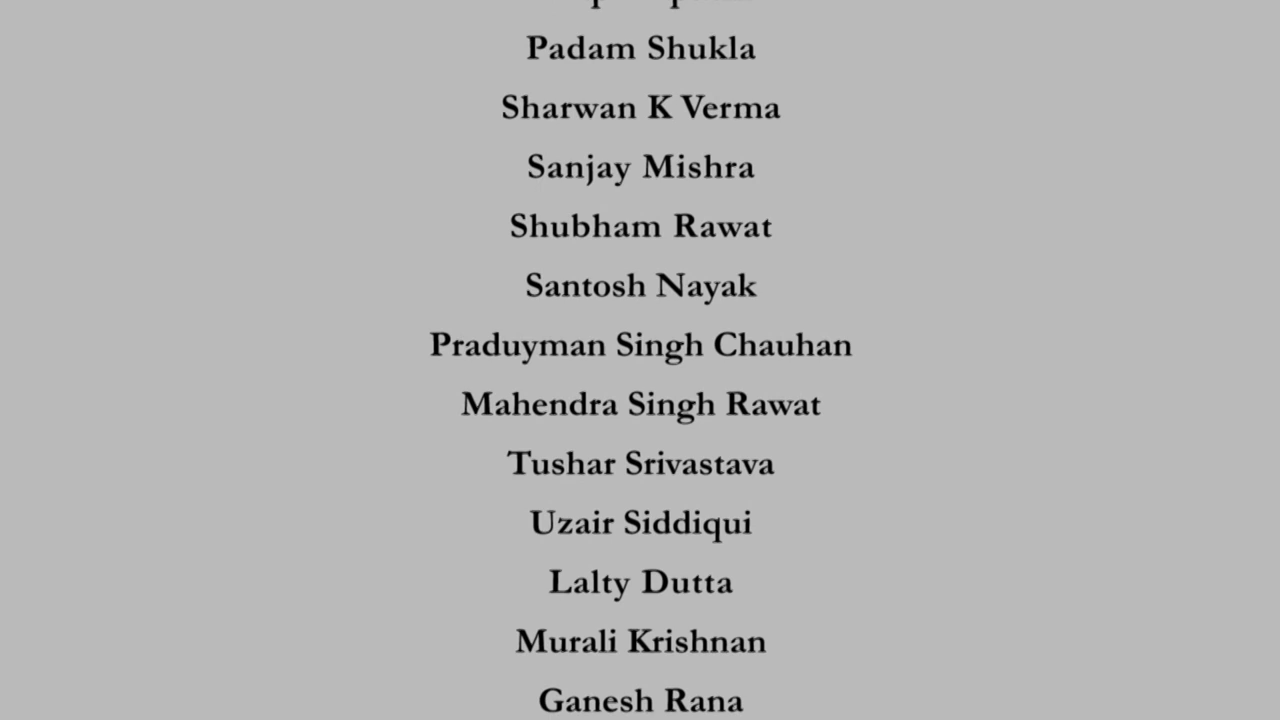 Padam Shukla
Sharwan K Verma
Sanjay Mishra
Shubham Rawat
Santosh Nayak
Praduyman Singh Chauhan
Mahendra Singh Rawat
Tushar Srivastava
Uzair Siddiqui
Lalty Dutta
Murali Krishnan
Ganesh Rana